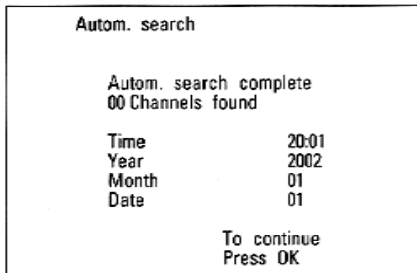 Autom. search
Autom. search complete
00 Channels found
Time 20:01
Year 2002
Month 01
Date 01
To continue
Press OK